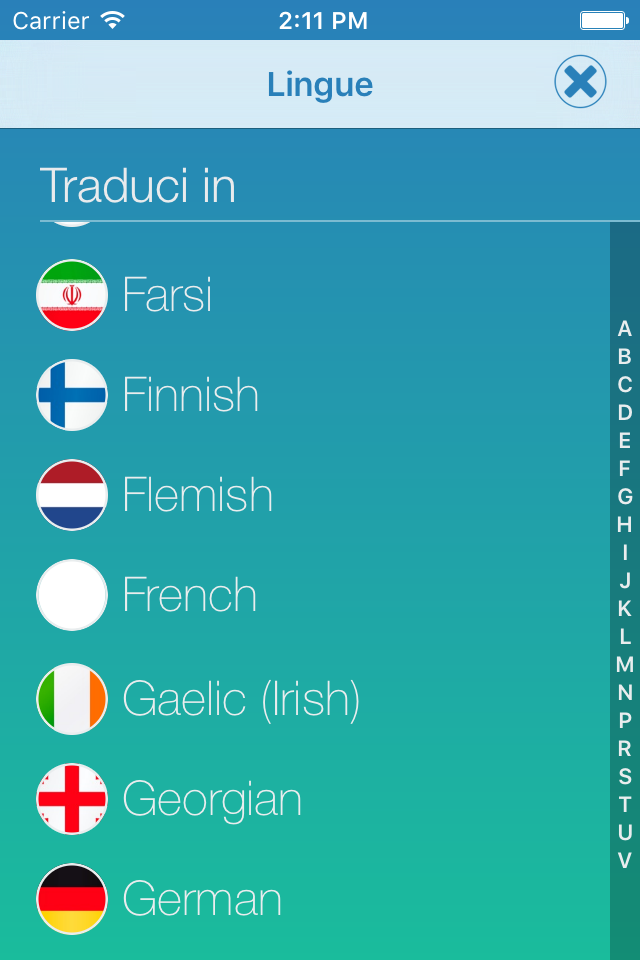 Carrier 2:11 PM
Lingue
Traduci in
Farsi
Finnish
Flemish
French
Gaelic (Irish)
Georgian
German
A
B
C
D
E
F
G
H
I
J
K
L
M
N
P
R
S
T
U
V